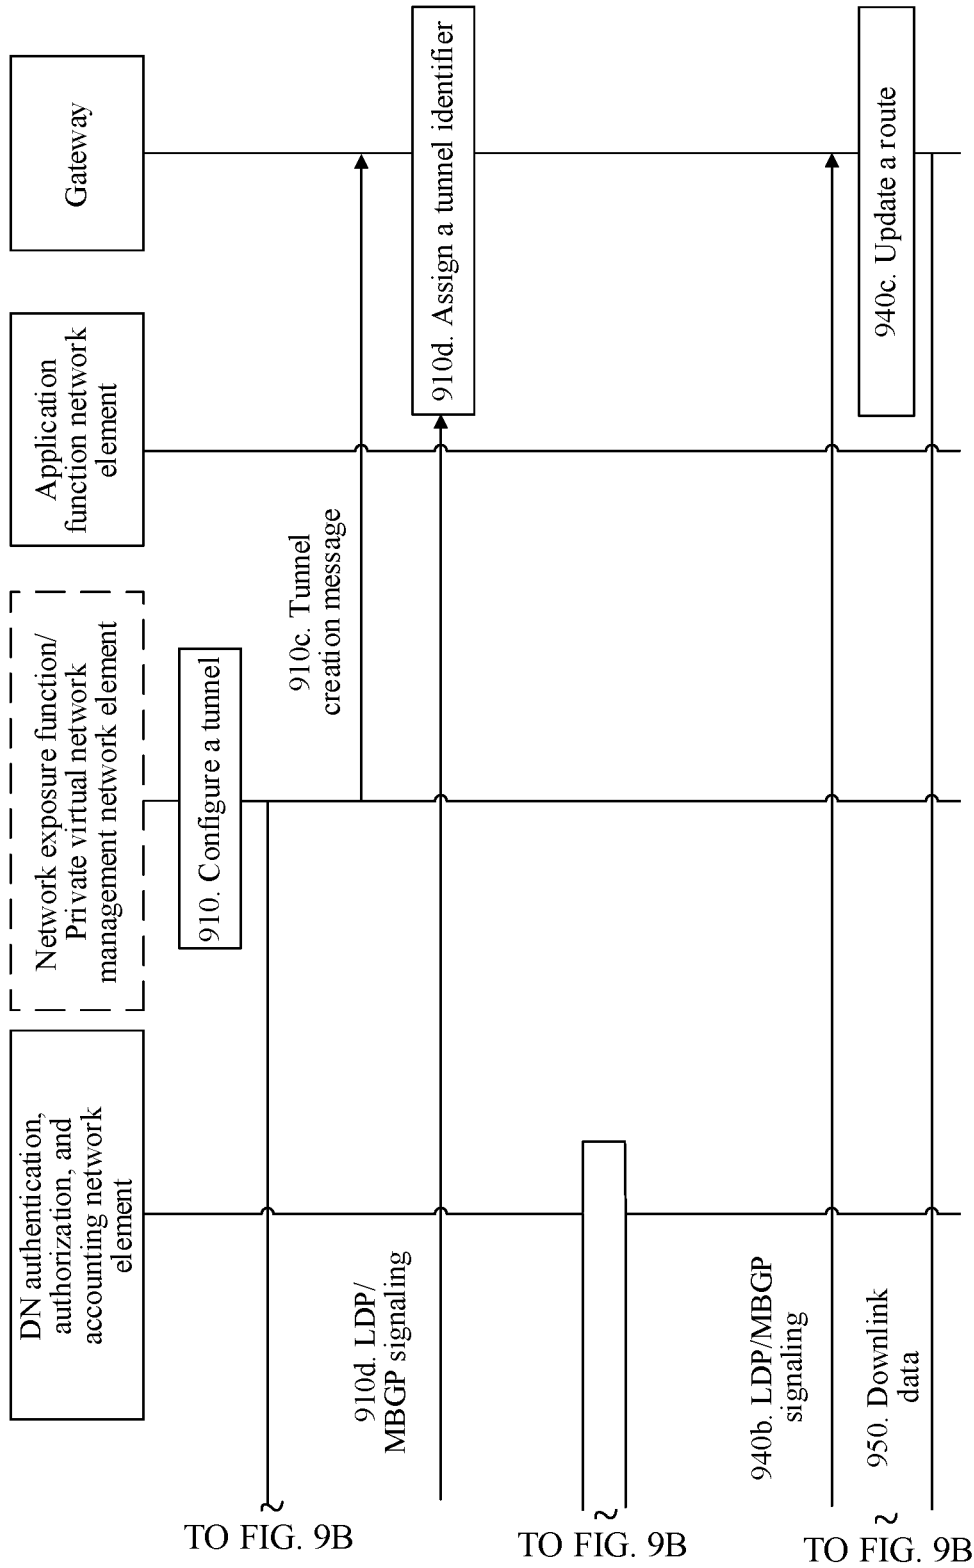 DN authentication,
authorization, and
accounting network
element
Network exposure function/
Private virtual network
management network element
Application
function network
element
Gateway
910. Configure a tunnel
910c. Tunnel
creation message
910d. LDP/
MBGP signaling
910d. Assign a tunnel identifier
940b. LDP/MBGP
signaling
940c. Update a route
950. Downlink
data
TO FIG. 9B
TO FIG. 9B
TO FIG. 9B